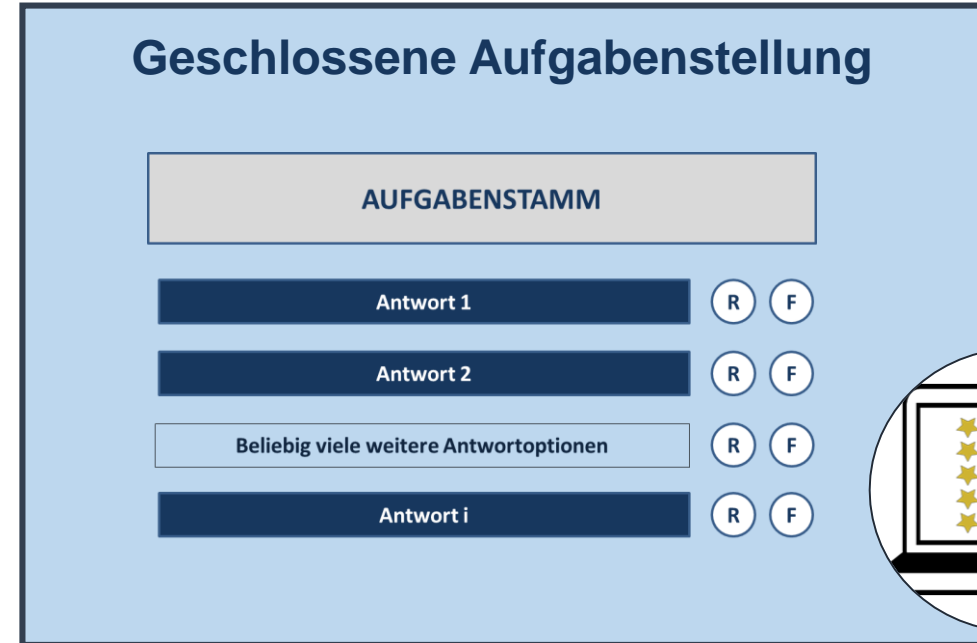 Geschlossene Aufgabenstellung
AUFGABENSTAMM
Antwort 1 R F
Antwort 2 R F
Beliebig viele weitere Antwortoptionen R F
Antwort i R F